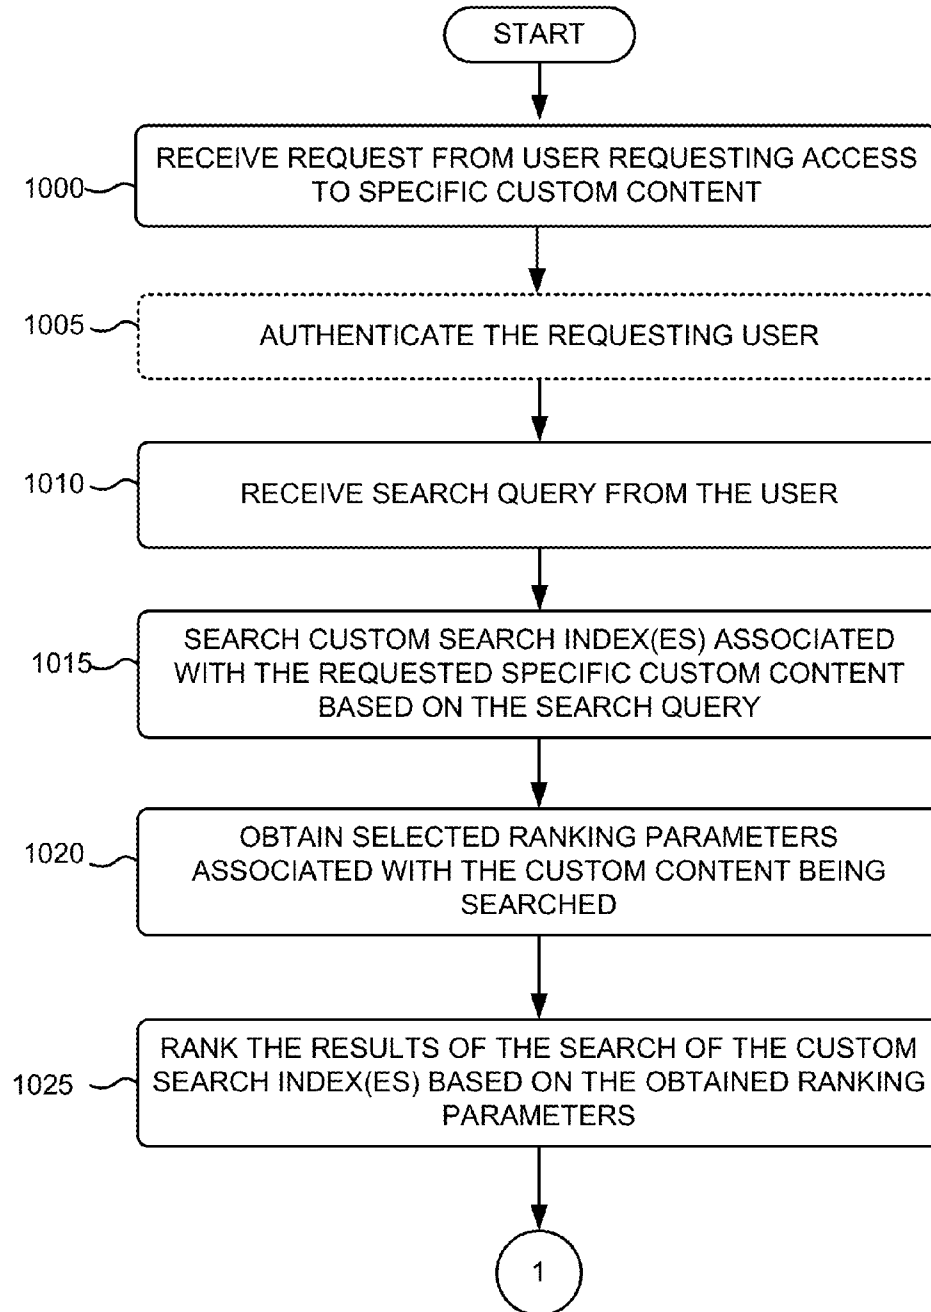 START
1000
RECEIVE REQUEST FROM USER REQUESTING ACCESS
TO SPECIFIC CUSTOM CONTENT
1005
AUTHENTICATE THE REQUESTING USER
1010
RECEIVE SEARCH QUERY FROM THE USER
1015
SEARCH CUSTOM SEARCH INDEX(ES) ASSOCIATED
WITH THE REQUESTED SPECIFIC CUSTOM CONTENT
BASED ON THE SEARCH QUERY
1020
OBTAIN SELECTED RANKING PARAMETERS
ASSOCIATED WITH THE CUSTOM CONTENT BEING
SEARCHED
1025
RANK THE RESULTS OF THE SEARCH OF THE CUSTOM
SEARCH INDEX(ES) BASED ON THE OBTAINED RANKING
PARAMETERS
1